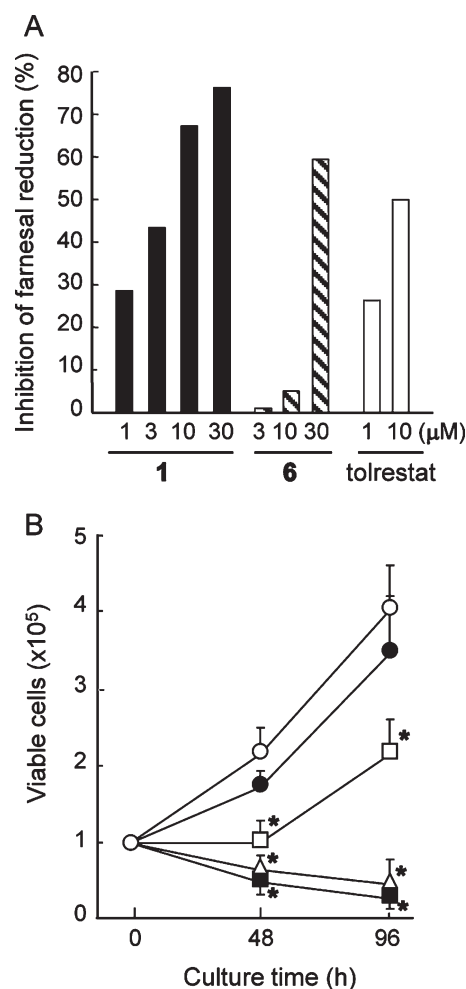 A
Inhibition of farnesal reduction (%)
80
70
60
50
40
30
20
10
0
1 3 10 30 3 10 30 1 10 (μM)
1 6 tolrestat
B
Viable cells (x10⁵)
5
4
3
2
1
0
*
*
*
*
*
*
0 48 96
Culture time (h)